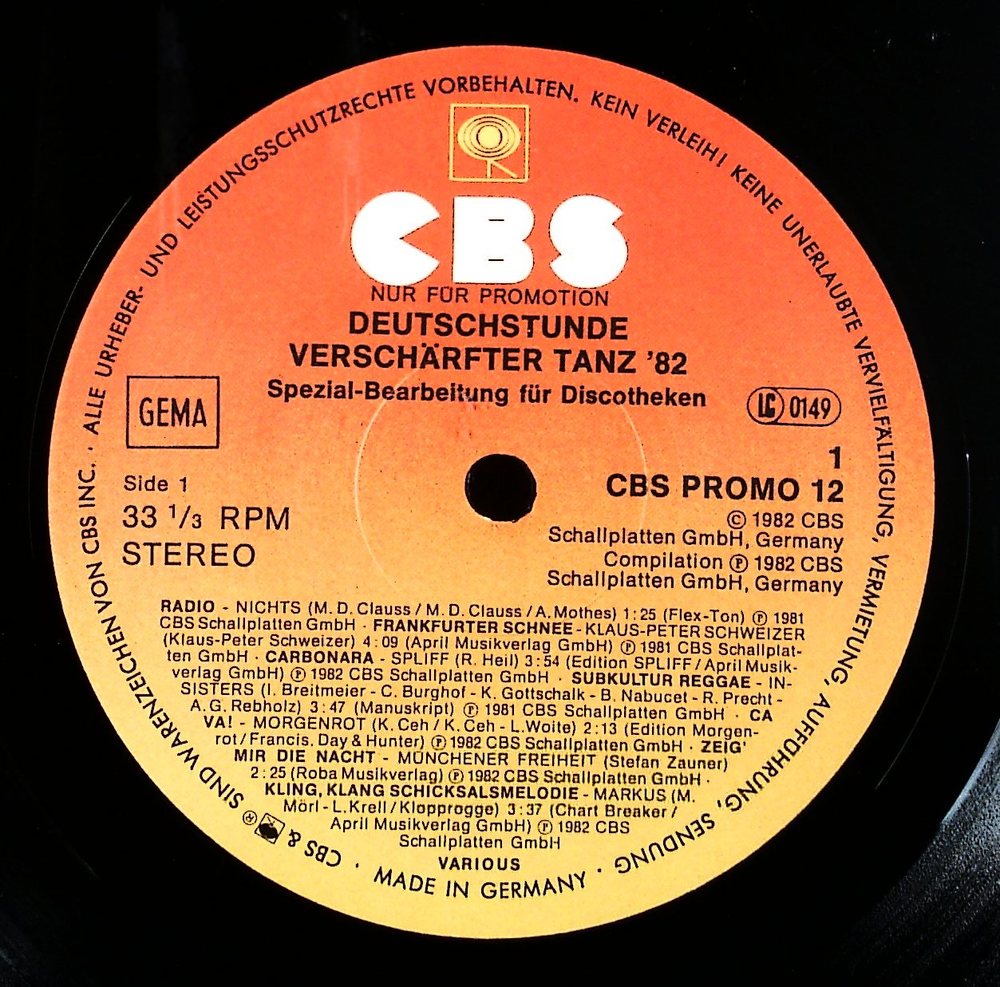 ALLE URHEBER- UND LEISTUNGSSCHUTZRECHTE VORBEHALTEN. KEIN VERLEIH! KEINE UNERLAUBTE VERVIELFÄLTIGUNG, VERMIETUNG, AUFFÜHRUNG, SENDUNG
CBS
NUR FÜR PROMOTION
DEUTSCHSTUNDE
VERSCHÄRFTER TANZ '82
Spezial-Bearbeitung für Discotheken
GEMA
LC 0149
Side 1
33 1/3 RPM
STEREO
1
CBS PROMO 12
© 1982 CBS
Schallplatten GmbH, Germany
Compilation ℗ 1982 CBS
Schallplatten GmbH, Germany
RADIO - NICHTS (M. D. Clauss / M. D. Clauss / A. Mothes) 1:25 (Flex-Ton) ℗ 1981
CBS Schallplatten GmbH · FRANKFURTER SCHNEE - KLAUS-PETER SCHWEIZER
(Klaus-Peter Schweizer) 4:09 (April Musikverlag GmbH) ℗ 1981 CBS Schallplat-
ten GmbH · CARBONARA - SPLIFF (R. Heil) 3:54 (Edition SPLIFF / April Musik-
verlag GmbH) ℗ 1982 CBS Schallplatten GmbH · SUBKULTUR REGGAE - IN-
SISTERS (I. Breitmeier - C. Burghof - K. Gottschalk - B. Nabucet - R. Precht -
A. G. Rebholz) 3:47 (Manuskript) ℗ 1981 CBS Schallplatten GmbH · CA
VA! - MORGENROT (K. Ceh / K. Ceh - L. Woite) 2:13 (Edition Morgen-
rot / Francis, Day & Hunter) ℗ 1982 CBS Schallplatten GmbH · ZEIG'
MIR DIE NACHT - MÜNCHENER FREIHEIT (Stefan Zauner)
2:25 (Roba Musikverlag) ℗ 1982 CBS Schallplatten GmbH ·
KLING, KLANG SCHICKSALSMELODIE - MARKUS (M.
Mörl - L. Krell / Kloprogge) 3:37 (Chart Breaker /
April Musikverlag GmbH) ℗ 1982 CBS
Schallplatten GmbH
VARIOUS
· MADE IN GERMANY ·
CBS & ® SIND WARENZEICHEN VON CBS INC. ·